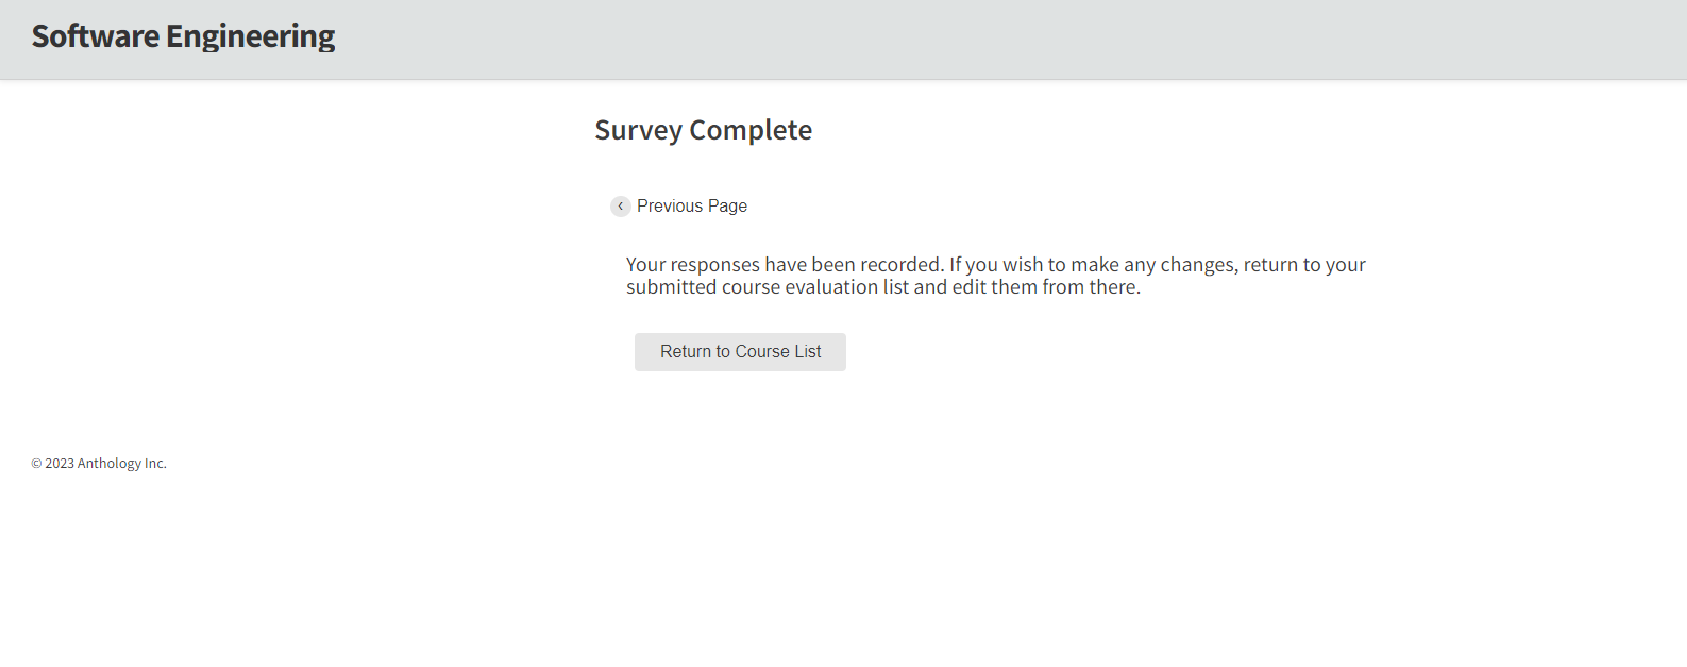 Software Engineering
Survey Complete
‹ Previous Page
Your responses have been recorded. If you wish to make any changes, return to your
submitted course evaluation list and edit them from there.
Return to Course List
© 2023 Anthology Inc.